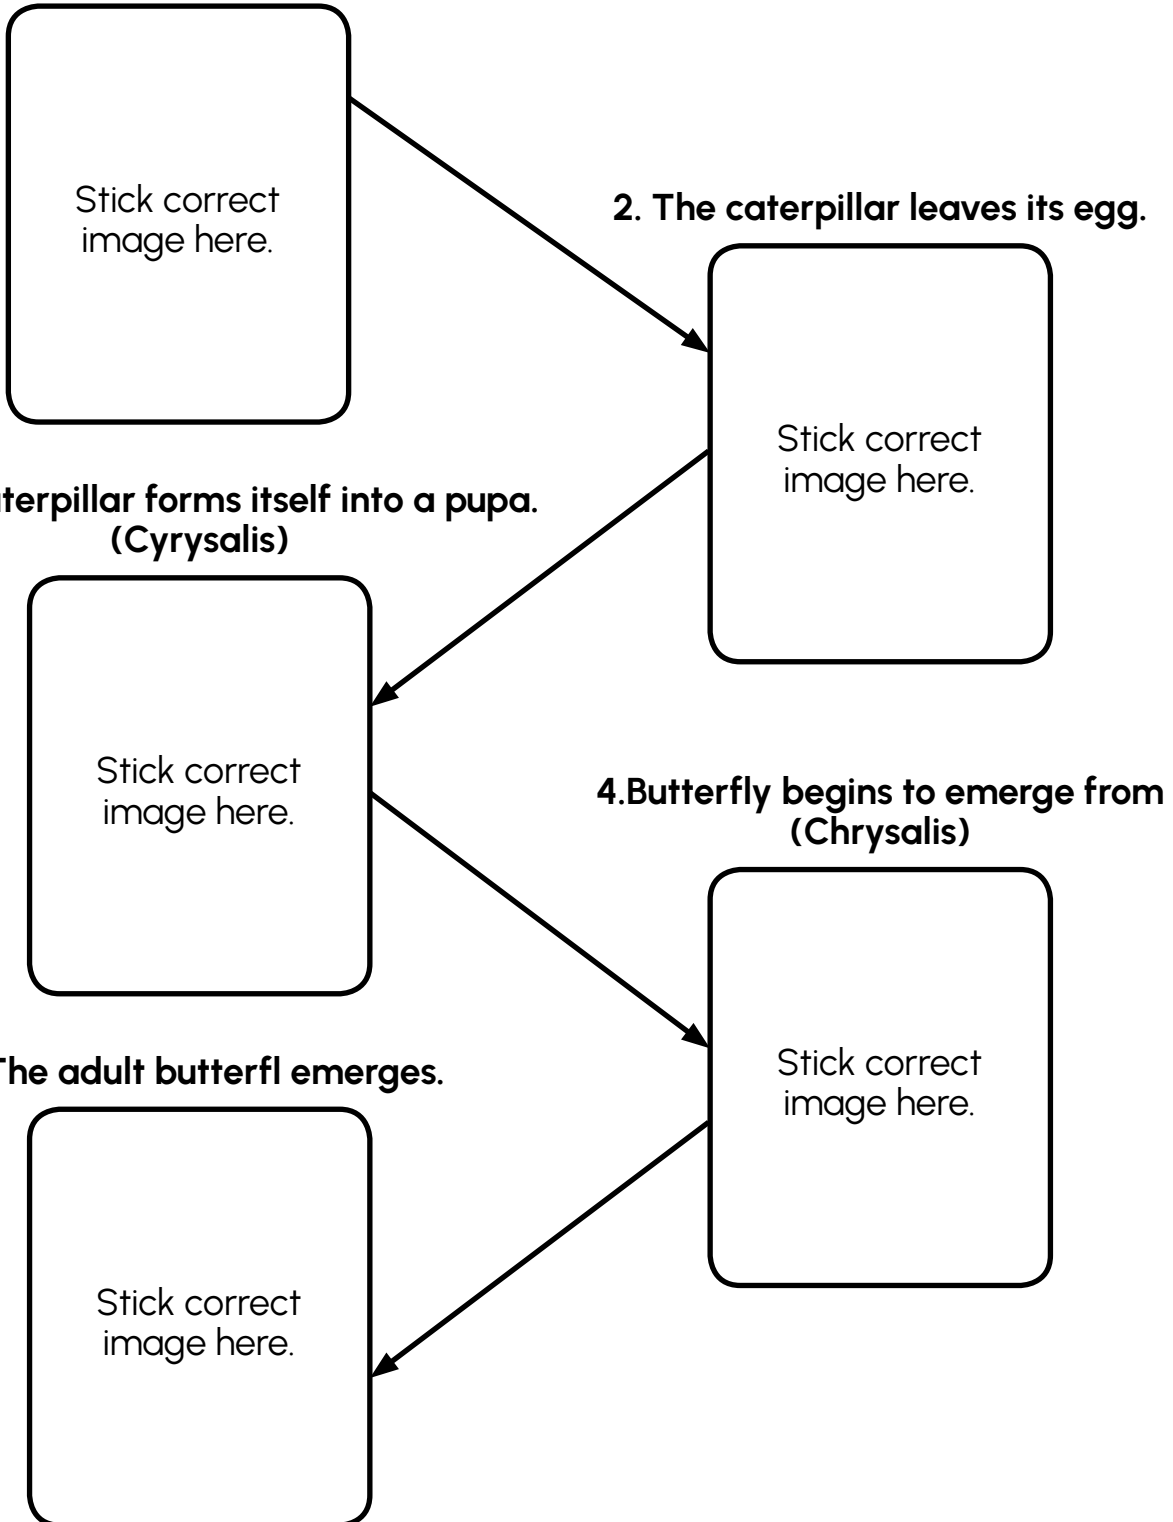 Stick correct
image here.
2. The caterpillar leaves its egg.
Stick correct
image here.
terpillar forms itself into a pupa.
(Cyrysalis)
Stick correct
image here.
4.Butterfly begins to emerge from
(Chrysalis)
Stick correct
image here.
The adult butterfl emerges.
Stick correct
image here.